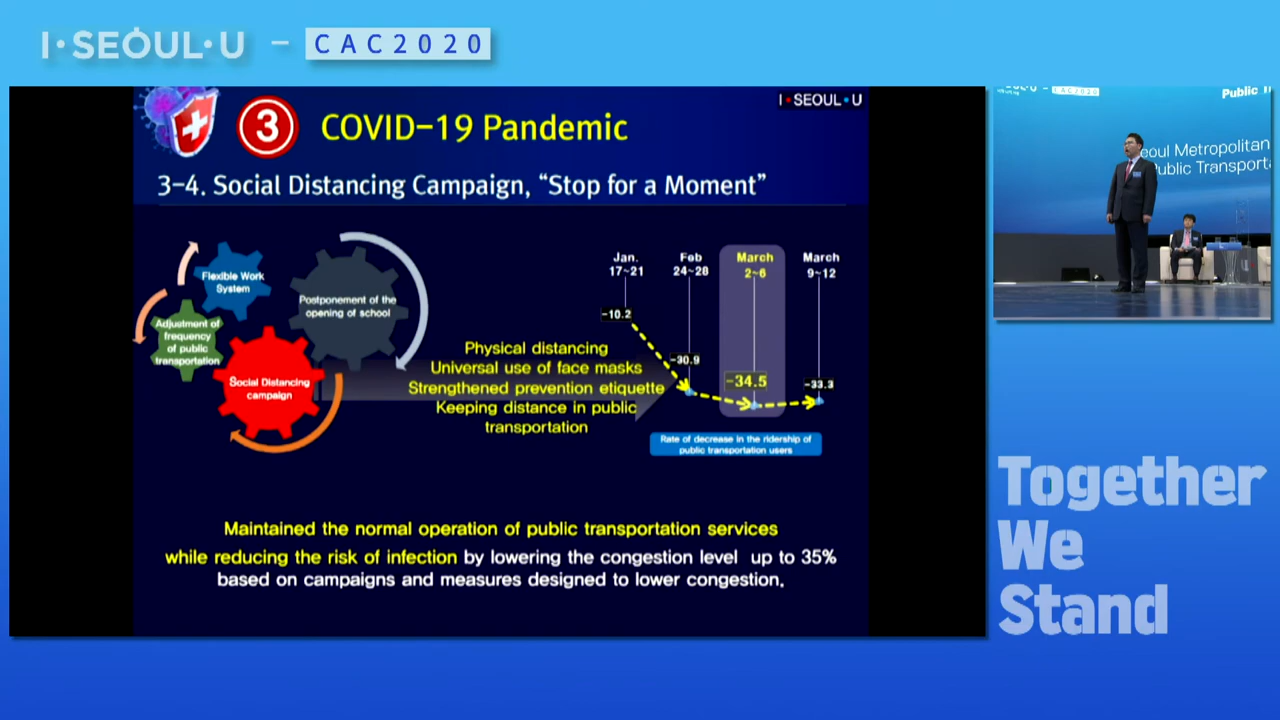 I·SEOUL·U – CAC2020
I·SEOUL·U
3
COVID-19 Pandemic
3-4. Social Distancing Campaign, “Stop for a Moment”
Flexible Work
System
Postponement of the
opening of school
Adjustment of
frequency
of public
transportation
Social Distancing
campaign
Physical distancing
Universal use of face masks
Strengthened prevention etiquette
Keeping distance in public
transportation
Jan.
17~21
Feb
24~28
March
2~6
March
9~12
-10.2
-30.9
-34.5
-33.3
Rate of decrease in the ridership of
public transportation users
Maintained the normal operation of public transportation services
while reducing the risk of infection by lowering the congestion level up to 35%
based on campaigns and measures designed to lower congestion.
CAC2020
Public
eoul Metropolitan
Public Transporta
Together
We
Stand